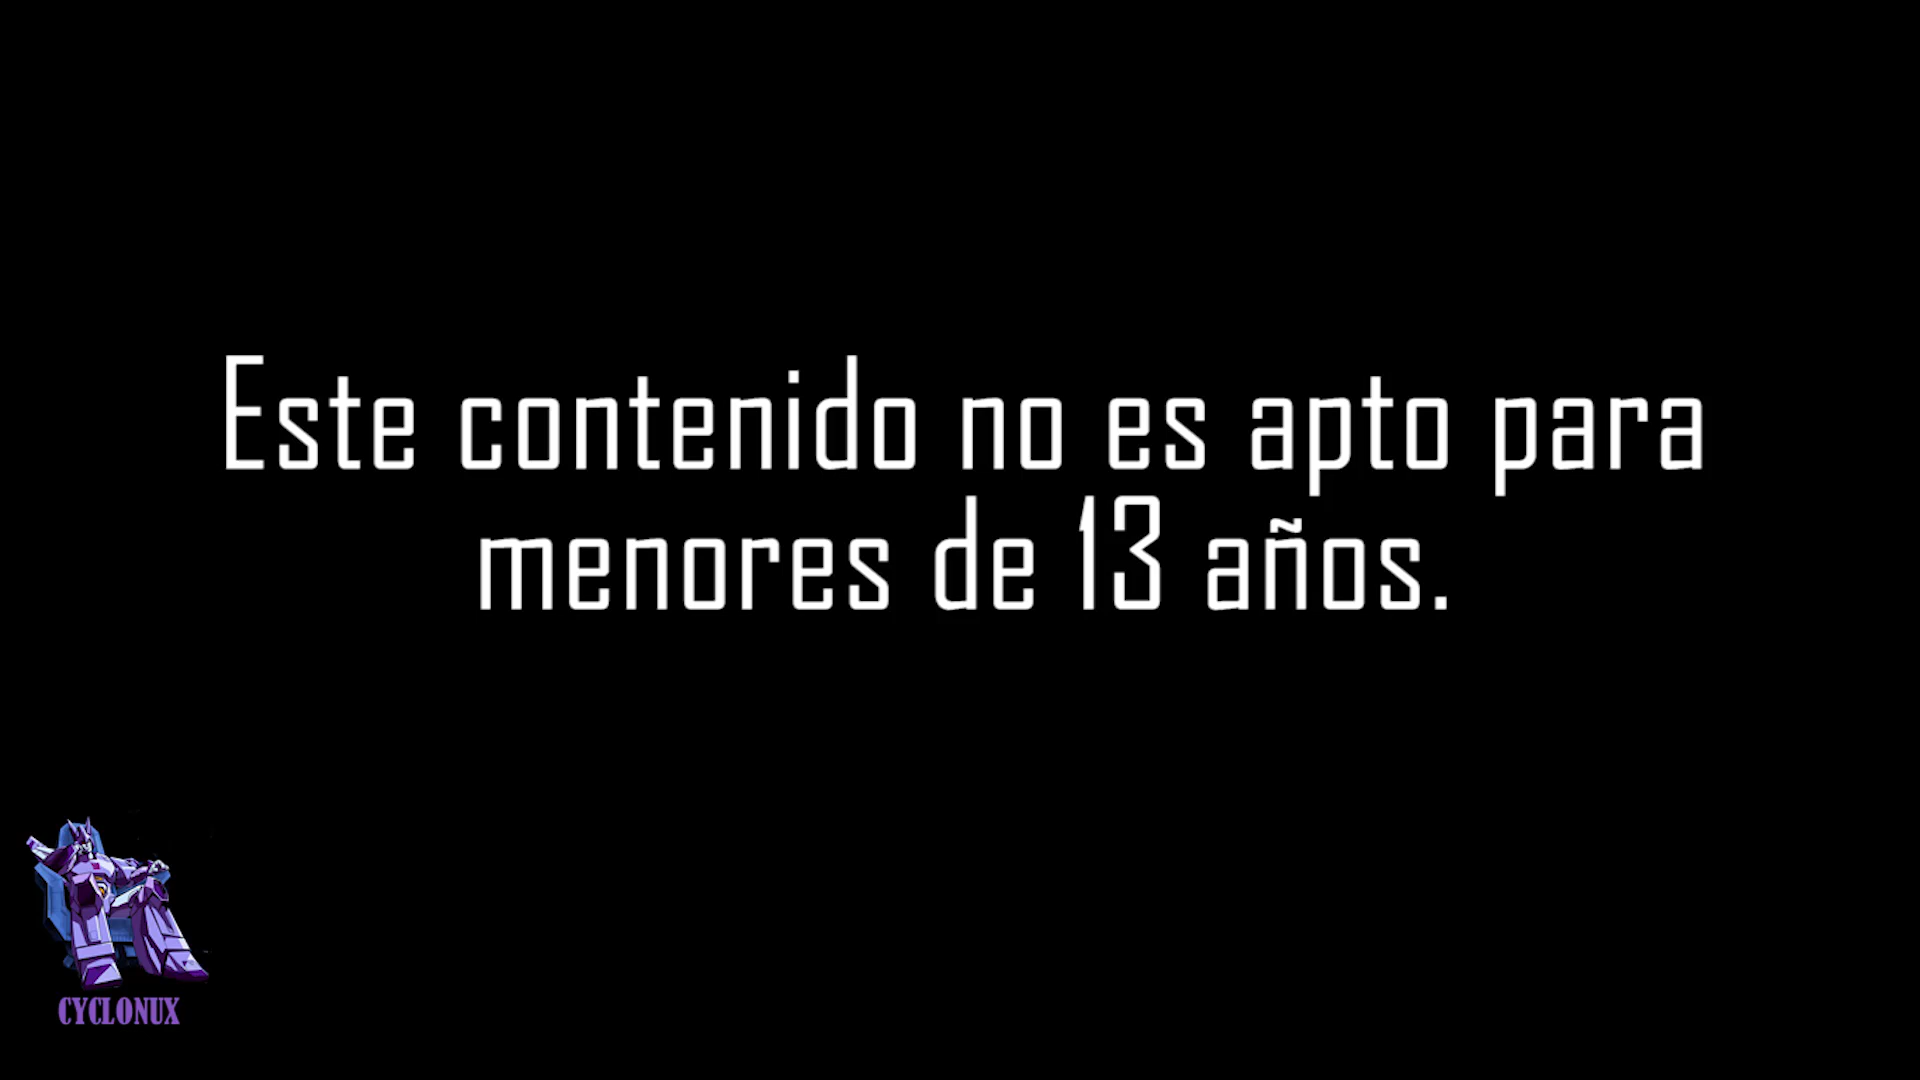 Este contenido no es apto para
menores de 13 años.
CYCLONUX